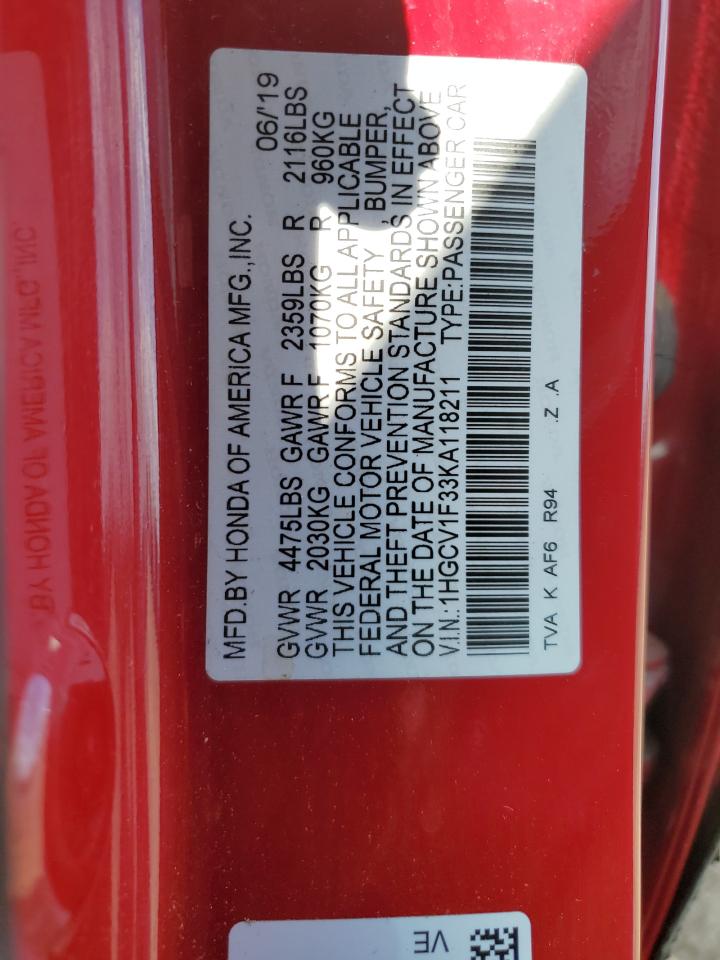 MFD.BY HONDA OF AMERICA MFG.,INC. 06/'19
GVWR 4475LBS GAWR F 2359LBS R 2116LBS
GVWR 2030KG GAWR F 1070KG R 960KG
THIS VEHICLE CONFORMS TO ALL APPLICABLE
FEDERAL MOTOR VEHICLE SAFETY , BUMPER,
AND THEFT PREVENTION STANDARDS IN EFFECT
ON THE DATE OF MANUFACTURE SHOWN ABOVE
V.I.N.:1HGCV1F33KA118211 TYPE:PASSENGER CAR
TVA K AF6 R94 .Z .A
VE
BY HONDA OF AMERICA MFG.,INC